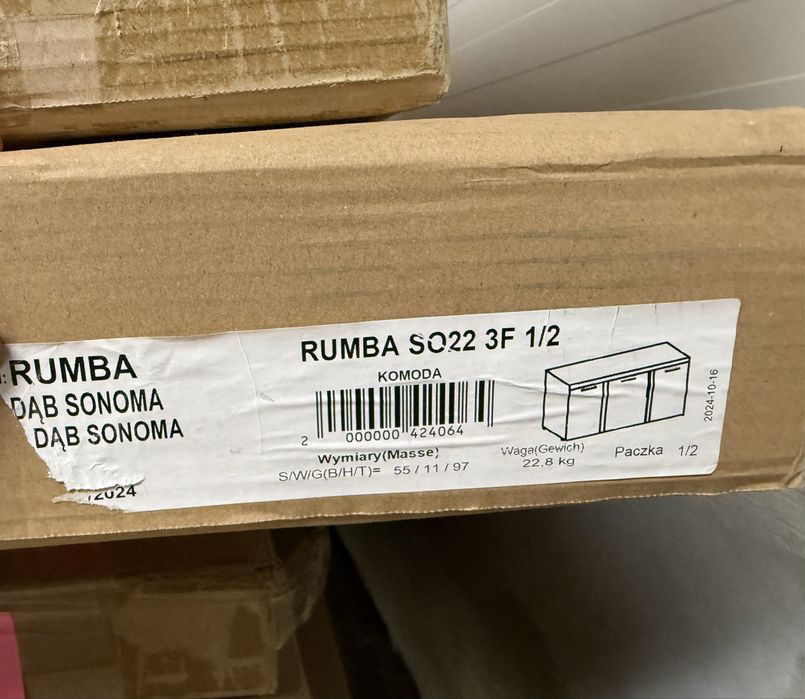 RUMBA
DĄB SONOMA
DĄB SONOMA
/2024
RUMBA SO22 3F 1/2
KOMODA
2 000000 424064
Wymiary(Masse)
S/W/G(B/H/T)= 55 / 11 / 97
Waga(Gewich)
22,8 kg
Paczka 1/2
2024-10-16